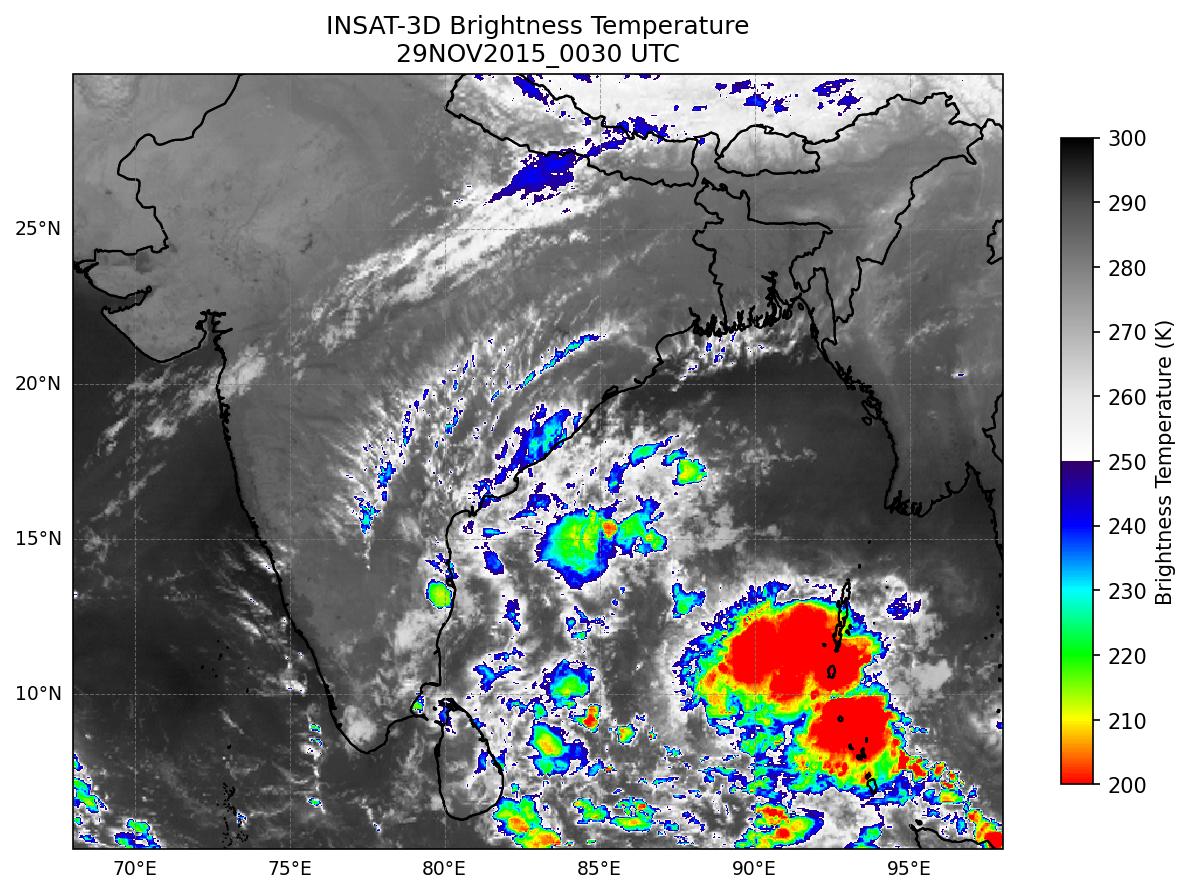 INSAT-3D Brightness Temperature
29NOV2015_0030 UTC
25°N
20°N
15°N
10°N
70°E
75°E
80°E
85°E
90°E
95°E
300
290
280
270
260
250
240
230
220
210
200
Brightness Temperature (K)